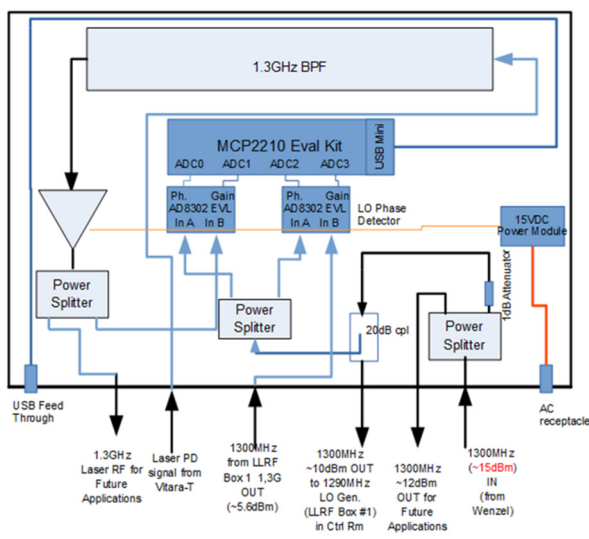 1.3GHz BPF
MCP2210 Eval Kit
USB Mini
ADC0 ADC1 ADC2 ADC3
Ph. Gain
AD8302 EVL
In A In B
Ph. Gain
AD8302 EVL
In A In B
LO Phase
Detector
15VDC
Power Module
Power
Splitter
Power
Splitter
20dB cpl
1dB Attenuator
Power
Splitter
USB Feed
Through
AC
receptacle
1.3GHz
Laser RF for
Future
Applications
Laser PD
signal from
Vitara-T
1300MHz
from LLRF
Box 1 1,3G
OUT
(~5.6dBm)
1300MHz
~10dBm OUT
to 1290MHz
LO Gen.
(LLRF Box #1)
in Ctrl Rm
1300MHz
~12dBm
OUT for
Future
Applications
1300MHz
(~15dBm)
IN
(from
Wenzel)